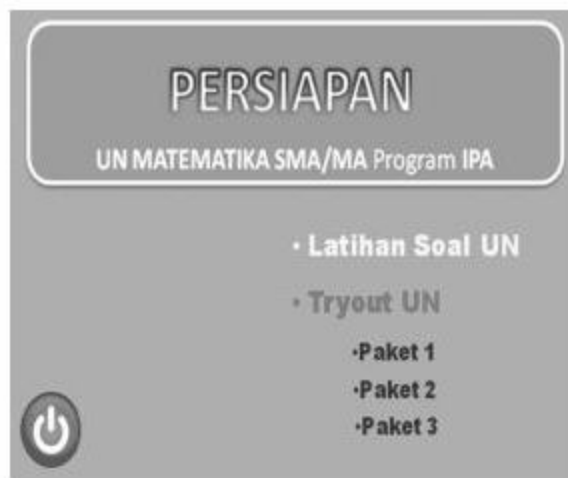 PERSIAPAN
UN MATEMATIKA SMA/MA Program IPA
• Latihan Soal UN
• Tryout UN
•Paket 1
•Paket 2
•Paket 3